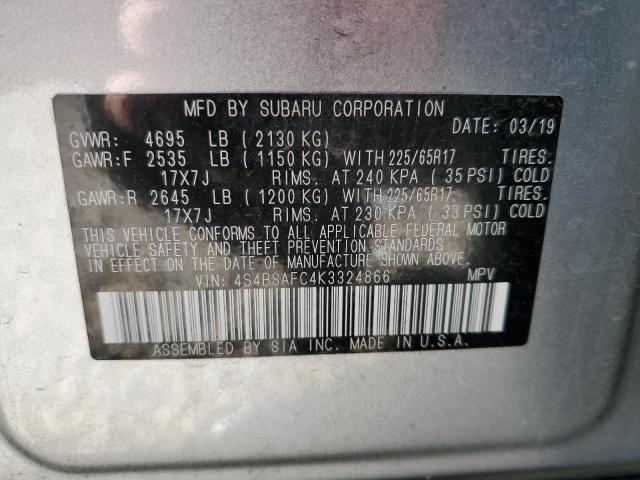 MFD BY SUBARU CORPORATION
DATE: 03/19
GVWR: 4695 LB ( 2130 KG)
GAWR:F 2535 LB ( 1150 KG) WITH 225/65R17 TIRES.
17X7J RIMS. AT 240 KPA ( 35 PSI) COLD
GAWR:R 2645 LB ( 1200 KG) WITH 225/65R17 TIRES.
17X7J RIMS. AT 230 KPA ( 33 PSI) COLD
THIS VEHICLE CONFORMS TO ALL APPLICABLE FEDERAL MOTOR
VEHICLE SAFETY AND THEFT PREVENTION STANDARDS
IN EFFECT ON THE DATE OF MANUFACTURE SHOWN ABOVE.
VIN: 4S4BSAFC4K3324866 MPV
ASSEMBLED BY SIA INC. MADE IN U.S.A.